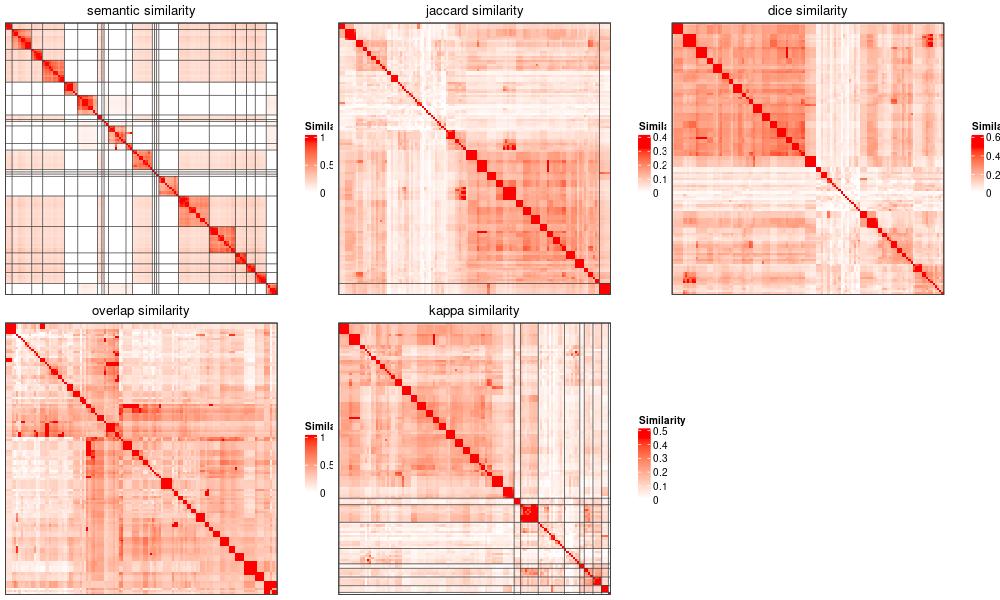 semantic similarity
jaccard similarity
dice similarity
Simila
1
0.5
0
Simila
0.4
0.3
0.2
0.1
0
Simila
0.6
0.4
0.2
0
overlap similarity
kappa similarity
Simila
1
0.5
0
Similarity
0.5
0.4
0.3
0.2
0.1
0